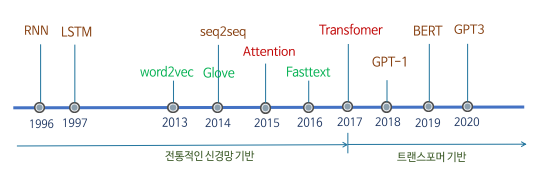 RNN
LSTM
word2vec
seq2seq
Glove
Attention
Fasttext
Transfomer
GPT-1
BERT
GPT3
1996
1997
2013
2014
2015
2016
2017
2018
2019
2020
전통적인 신경망 기반
트랜스포머 기반